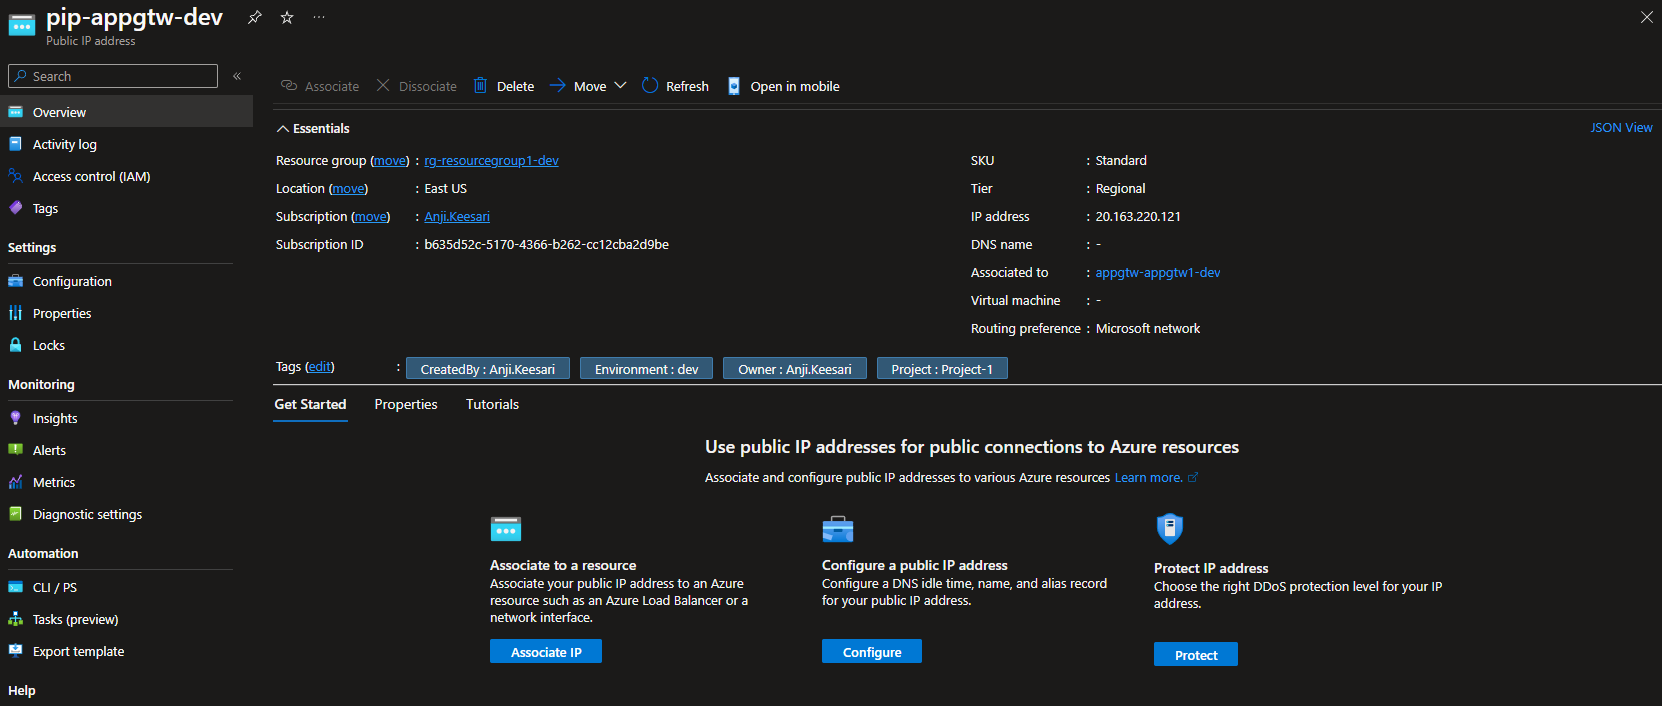 pip-appgtw-dev
Public IP address
Search
Overview
Activity log
Access control (IAM)
Tags
Settings
Configuration
Properties
Locks
Monitoring
Insights
Alerts
Metrics
Diagnostic settings
Automation
CLI / PS
Tasks (preview)
Export template
Help
Associate Dissociate Delete Move Refresh Open in mobile
Essentials
JSON View
Resource group (move) : rg-resourcegroup1-dev
Location (move) : East US
Subscription (move) : Anji.Keesari
Subscription ID : b635d52c-5170-4366-b262-cc12cba2d9be
SKU : Standard
Tier : Regional
IP address : 20.163.220.121
DNS name : -
Associated to : appgtw-appgtw1-dev
Virtual machine : -
Routing preference : Microsoft network
Tags (edit) : CreatedBy : Anji.Keesari Environment : dev Owner : Anji.Keesari Project : Project-1
Get Started Properties Tutorials
Use public IP addresses for public connections to Azure resources
Associate and configure public IP addresses to various Azure resources Learn more.
Associate to a resource
Associate your public IP address to an Azure
resource such as an Azure Load Balancer or a
network interface.
Associate IP
Configure a public IP address
Configure a DNS idle time, name, and alias record
for your public IP address.
Configure
Protect IP address
Choose the right DDoS protection level for your IP
address.
Protect